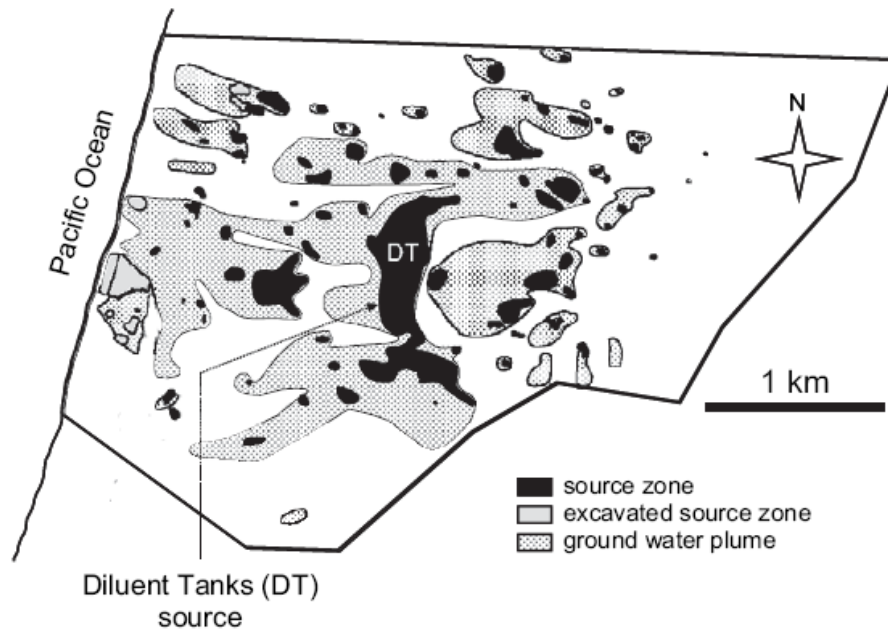 Pacific Ocean
N
DT
1 km
source zone
excavated source zone
ground water plume
Diluent Tanks (DT)
source